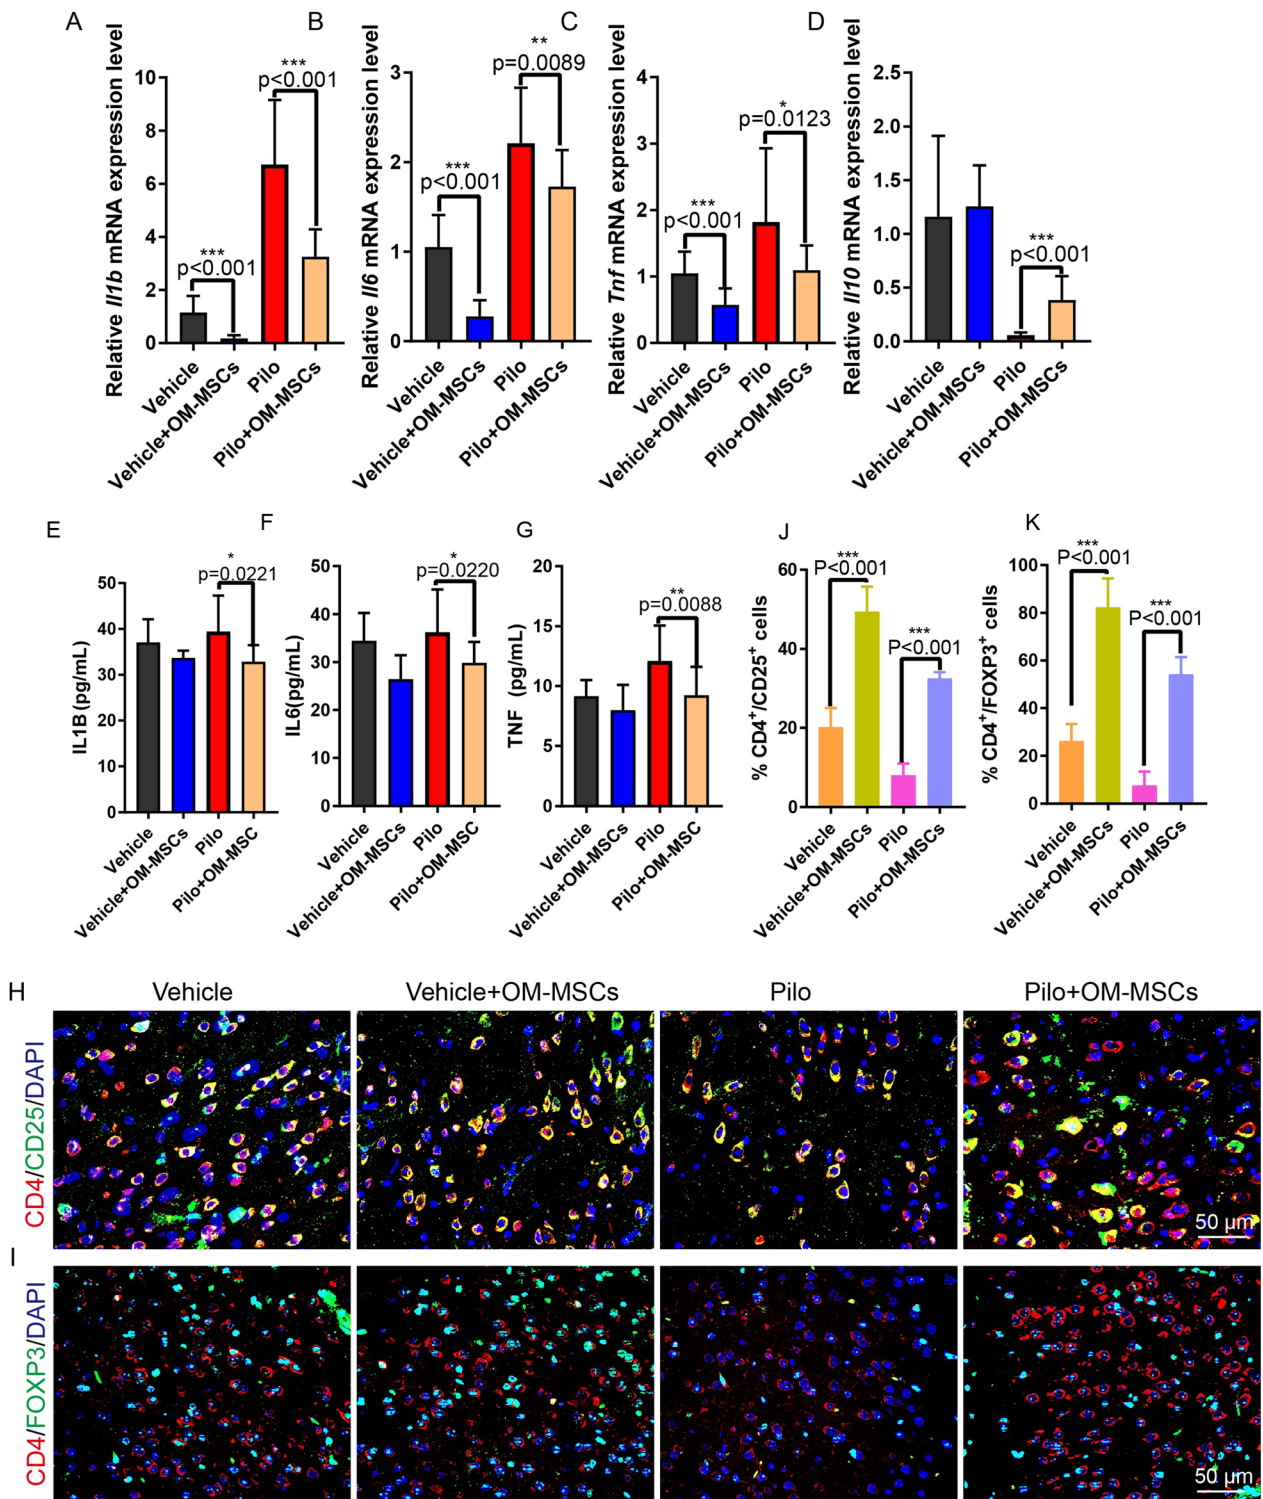 A
Relative Il1b mRNA expression level
10
8
6
4
2
0
***
p<0.001
***
p<0.001
Vehicle
Vehicle+OM-MSCs
Pilo
Pilo+OM-MSCs
B
Relative Il6 mRNA expression level
3
2
1
0
***
p<0.001
**
p=0.0089
Vehicle
Vehicle+OM-MSCs
Pilo
Pilo+OM-MSCs
C
Relative Tnf mRNA expression level
4
3
2
1
0
***
p<0.001
*
p=0.0123
Vehicle
Vehicle+OM-MSCs
Pilo
Pilo+OM-MSCs
D
Relative Il10 mRNA expression level
2.5
2.0
1.5
1.0
0.5
0.0
***
p<0.001
Vehicle
Vehicle+OM-MSCs
Pilo
Pilo+OM-MSCs
E
IL1B (pg/mL)
50
40
30
20
10
0
*
p=0.0221
Vehicle
Vehicle+OM-MSCs
Pilo
Pilo+OM-MSC
F
IL6(pg/mL)
50
40
30
20
10
0
*
p=0.0220
Vehicle
Vehicle+OM-MSCs
Pilo
Pilo+OM-MSC
G
TNF (pg/mL)
20
15
10
5
0
**
p=0.0088
Vehicle
Vehicle+OM-MSCs
Pilo
Pilo+OM-MSC
J
% CD4⁺/CD25⁺ cells
60
40
20
0
***
P<0.001
***
P<0.001
Vehicle
Vehicle+OM-MSCs
Pilo
Pilo+OM-MSCs
K
% CD4⁺/FOXP3⁺ cells
100
80
60
40
20
0
***
P<0.001
***
P<0.001
Vehicle
Vehicle+OM-MSCs
Pilo
Pilo+OM-MSCs
H
Vehicle
Vehicle+OM-MSCs
Pilo
Pilo+OM-MSCs
CD4/CD25/DAPI
50 μm
I
CD4/FOXP3/DAPI
50 μm